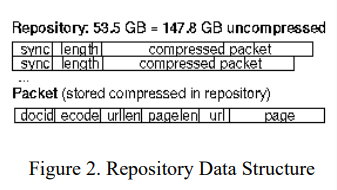 Repository: 53.5 GB = 147.8 GB uncompressed
sync length compressed packet
sync length compressed packet
...
Packet (stored compressed in repository)
docid ecode urllen pagelen url page
Figure 2. Repository Data Structure